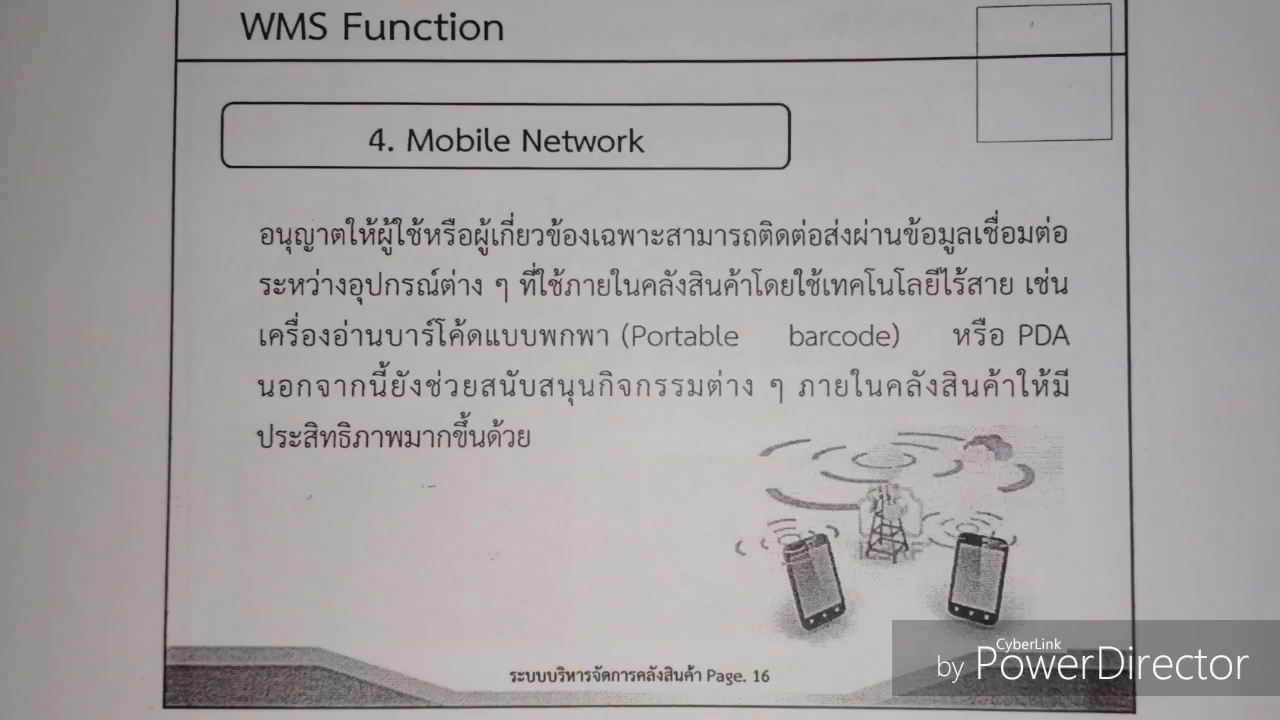 WMS Function
4. Mobile Network
อนุญาตให้ผู้ใช้หรือผู้เกี่ยวข้องเฉพาะสามารถติดต่อส่งผ่านข้อมูลเชื่อมต่อ
ระหว่างอุปกรณ์ต่าง ๆ ที่ใช้ภายในคลังสินค้าโดยใช้เทคโนโลยีไร้สาย เช่น
เครื่องอ่านบาร์โค้ดแบบพกพา (Portable barcode) หรือ PDA
นอกจากนี้ยังช่วยสนับสนุนกิจกรรมต่าง ๆ ภายในคลังสินค้าให้มี
ประสิทธิภาพมากขึ้นด้วย
ระบบบริหารจัดการคลังสินค้า Page. 16
CyberLink
by PowerDirector